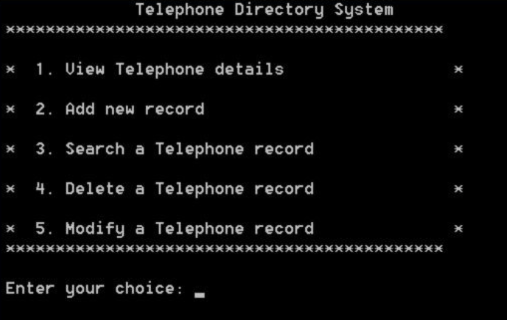 Telephone Directory System
********************************************
* 1. View Telephone details *
* 2. Add new record *
* 3. Search a Telephone record *
* 4. Delete a Telephone record *
* 5. Modify a Telephone record *
********************************************
Enter your choice: _